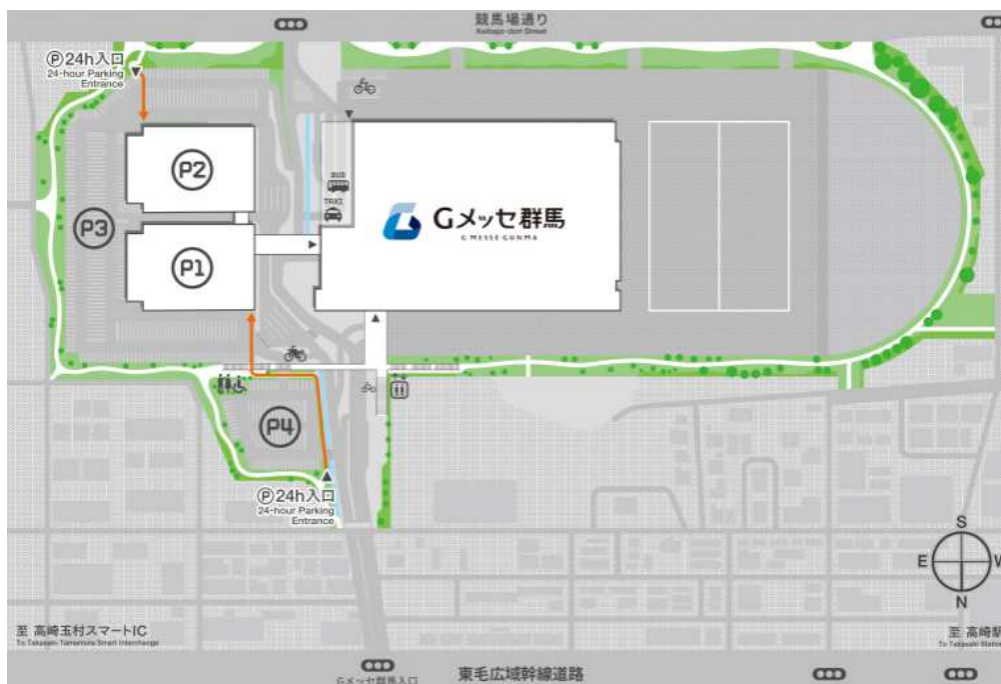 競馬場通り
Keibajo-dori Street
Ⓟ24h入口
24-hour Parking
Entrance
P2
BUS
TAXI
Gメッセ群馬
G MESSE GUNMA
P3
P1
P4
Ⓟ24h入口
24-hour Parking
Entrance
S
E
W
N
至 高崎玉村スマートIC
To Takasaki-Tamamura Smart Interchange
至 高崎駅
To Takasaki Station
Gメッセ群馬入口
東毛広域幹線道路